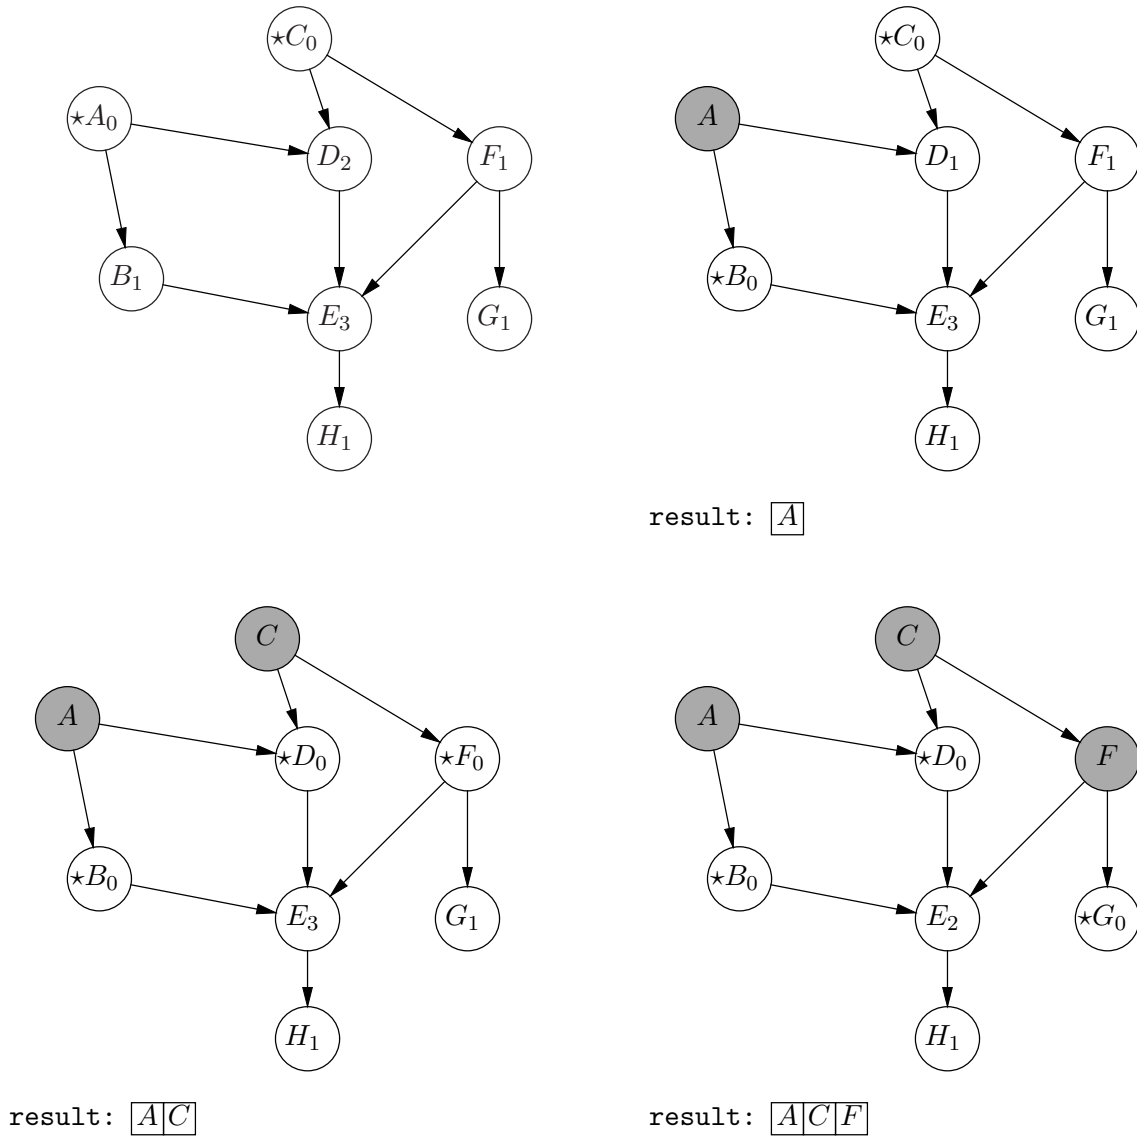 ⋆C₀
⋆A₀
D₂
F₁
B₁
E₃
G₁
H₁
⋆C₀
A
D₁
F₁
⋆B₀
E₃
G₁
H₁
result: A
C
A
⋆D₀
⋆F₀
⋆B₀
E₃
G₁
H₁
result: A C
C
A
⋆D₀
F
⋆B₀
E₂
⋆G₀
H₁
result: A C F